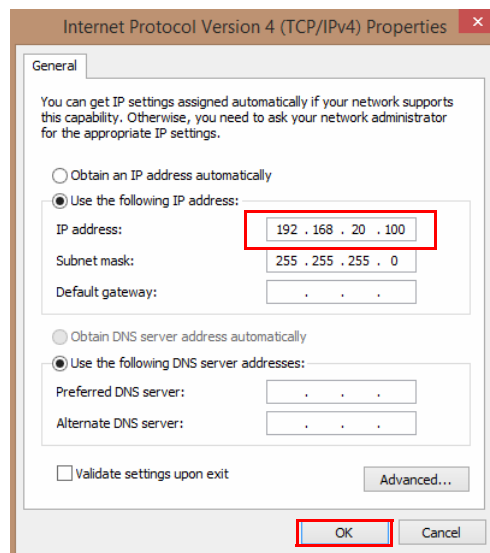 Internet Protocol Version 4 (TCP/IPv4) Properties
×
General
You can get IP settings assigned automatically if your network supports
this capability. Otherwise, you need to ask your network administrator
for the appropriate IP settings.
Obtain an IP address automatically
Use the following IP address:
IP address: 192 . 168 . 20 . 100
Subnet mask: 255 . 255 . 255 . 0
Default gateway: . . .
Obtain DNS server address automatically
Use the following DNS server addresses:
Preferred DNS server: . . .
Alternate DNS server: . . .
Validate settings upon exit
Advanced...
OK Cancel